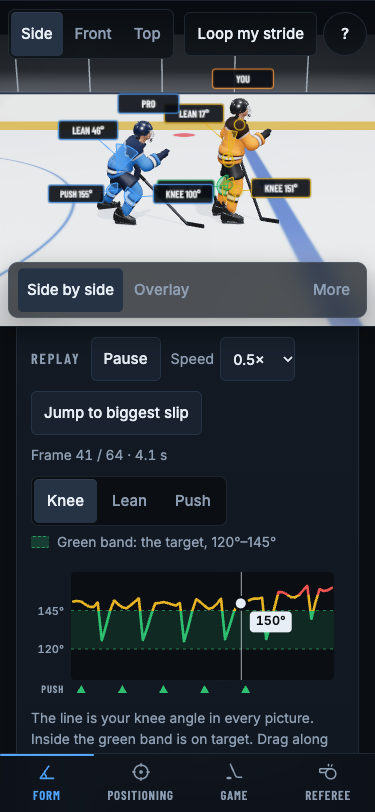 Side Front Top Loop my stride ?
YOU
PRO
LEAN 17°
LEAN 46°
PUSH 155° KNEE 100° KNEE 151°
Side by side Overlay More
REPLAY Pause Speed 0.5×
Jump to biggest slip
Frame 41 / 64 · 4.1 s
Knee Lean Push
Green band: the target, 120°–145°
145°
150°
120°
PUSH
The line is your knee angle in every picture.
Inside the green band is on target. Drag along
FORM POSITIONING GAME REFEREE